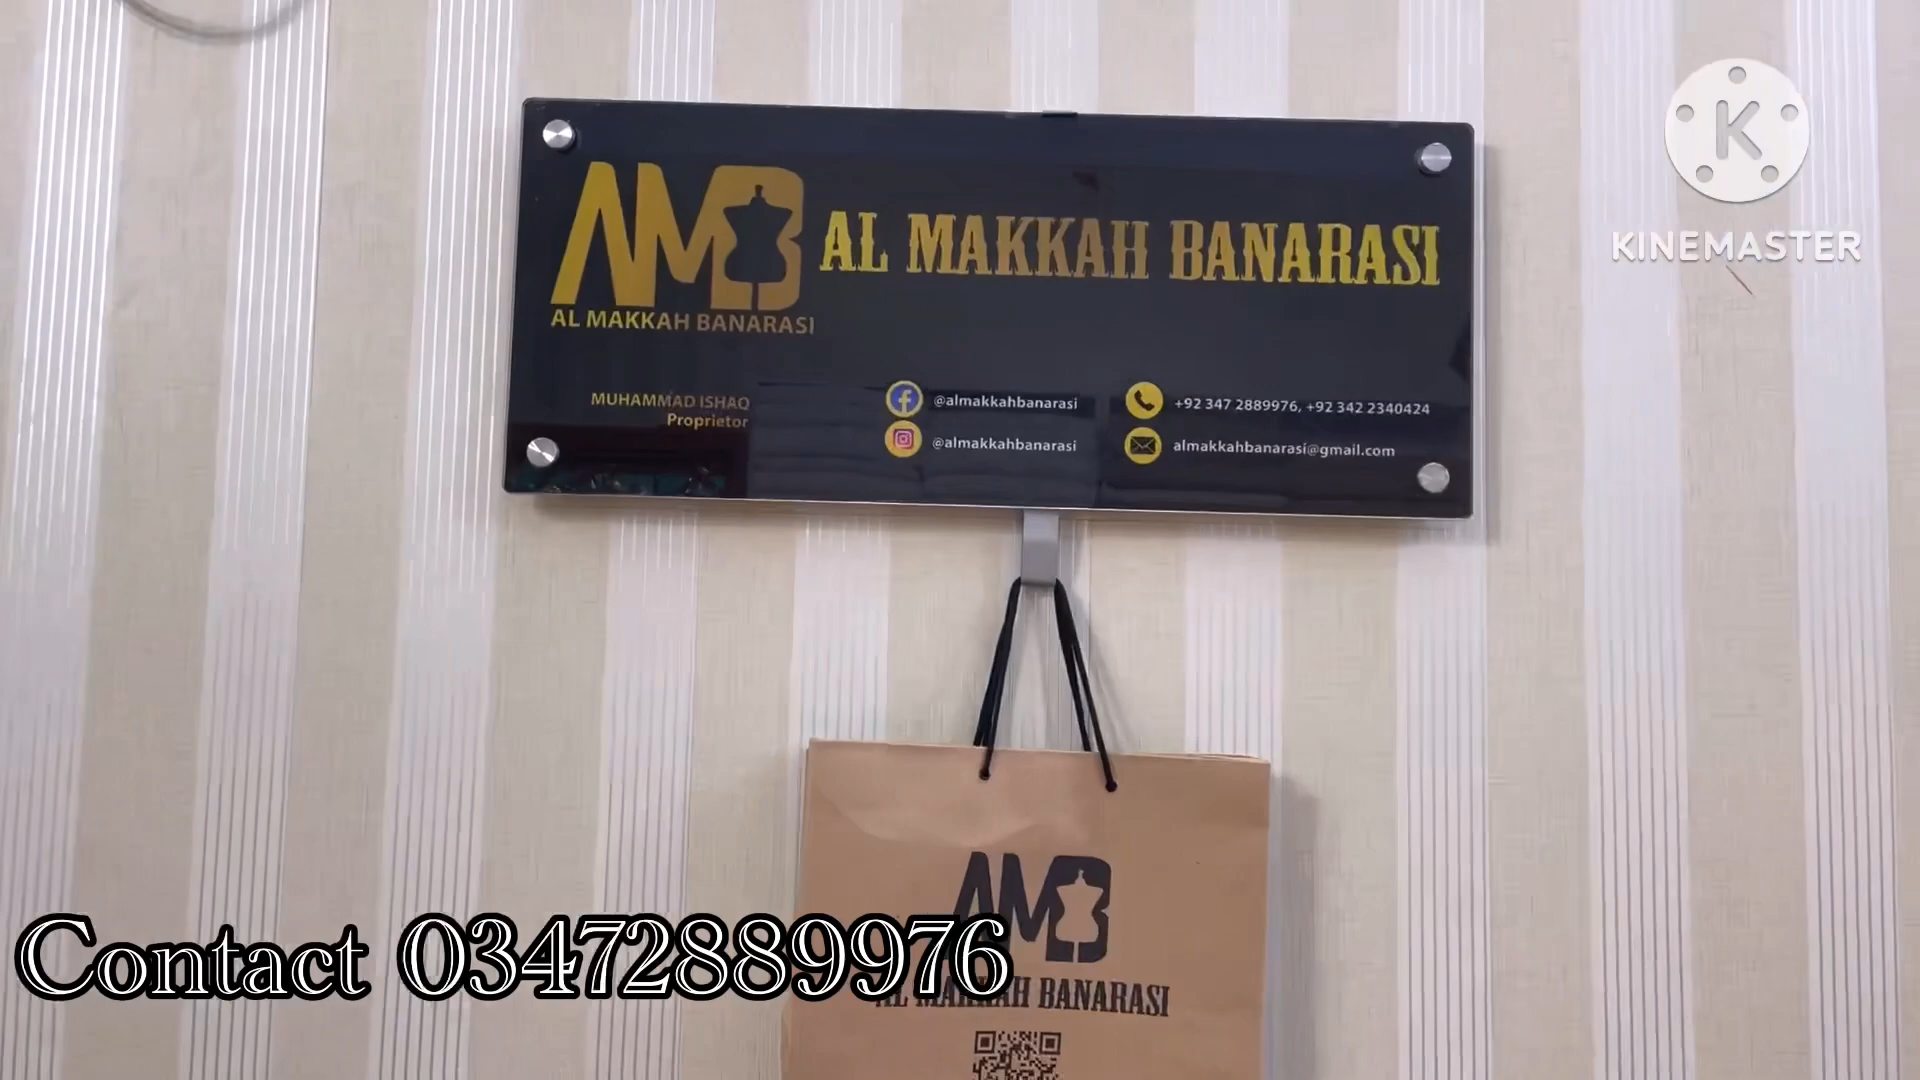 K
KINEMASTER
AMB
AL MAKKAH BANARASI
AL MAKKAH BANARASI
MUHAMMAD ISHAQ
Proprietor
@almakkahbanarasi
@almakkahbanarasi
+92 347 2889976, +92 342 2340424
almakkahbanarasi@gmail.com
AMB
AL MAKKAH BANARASI
Contact 03472889976